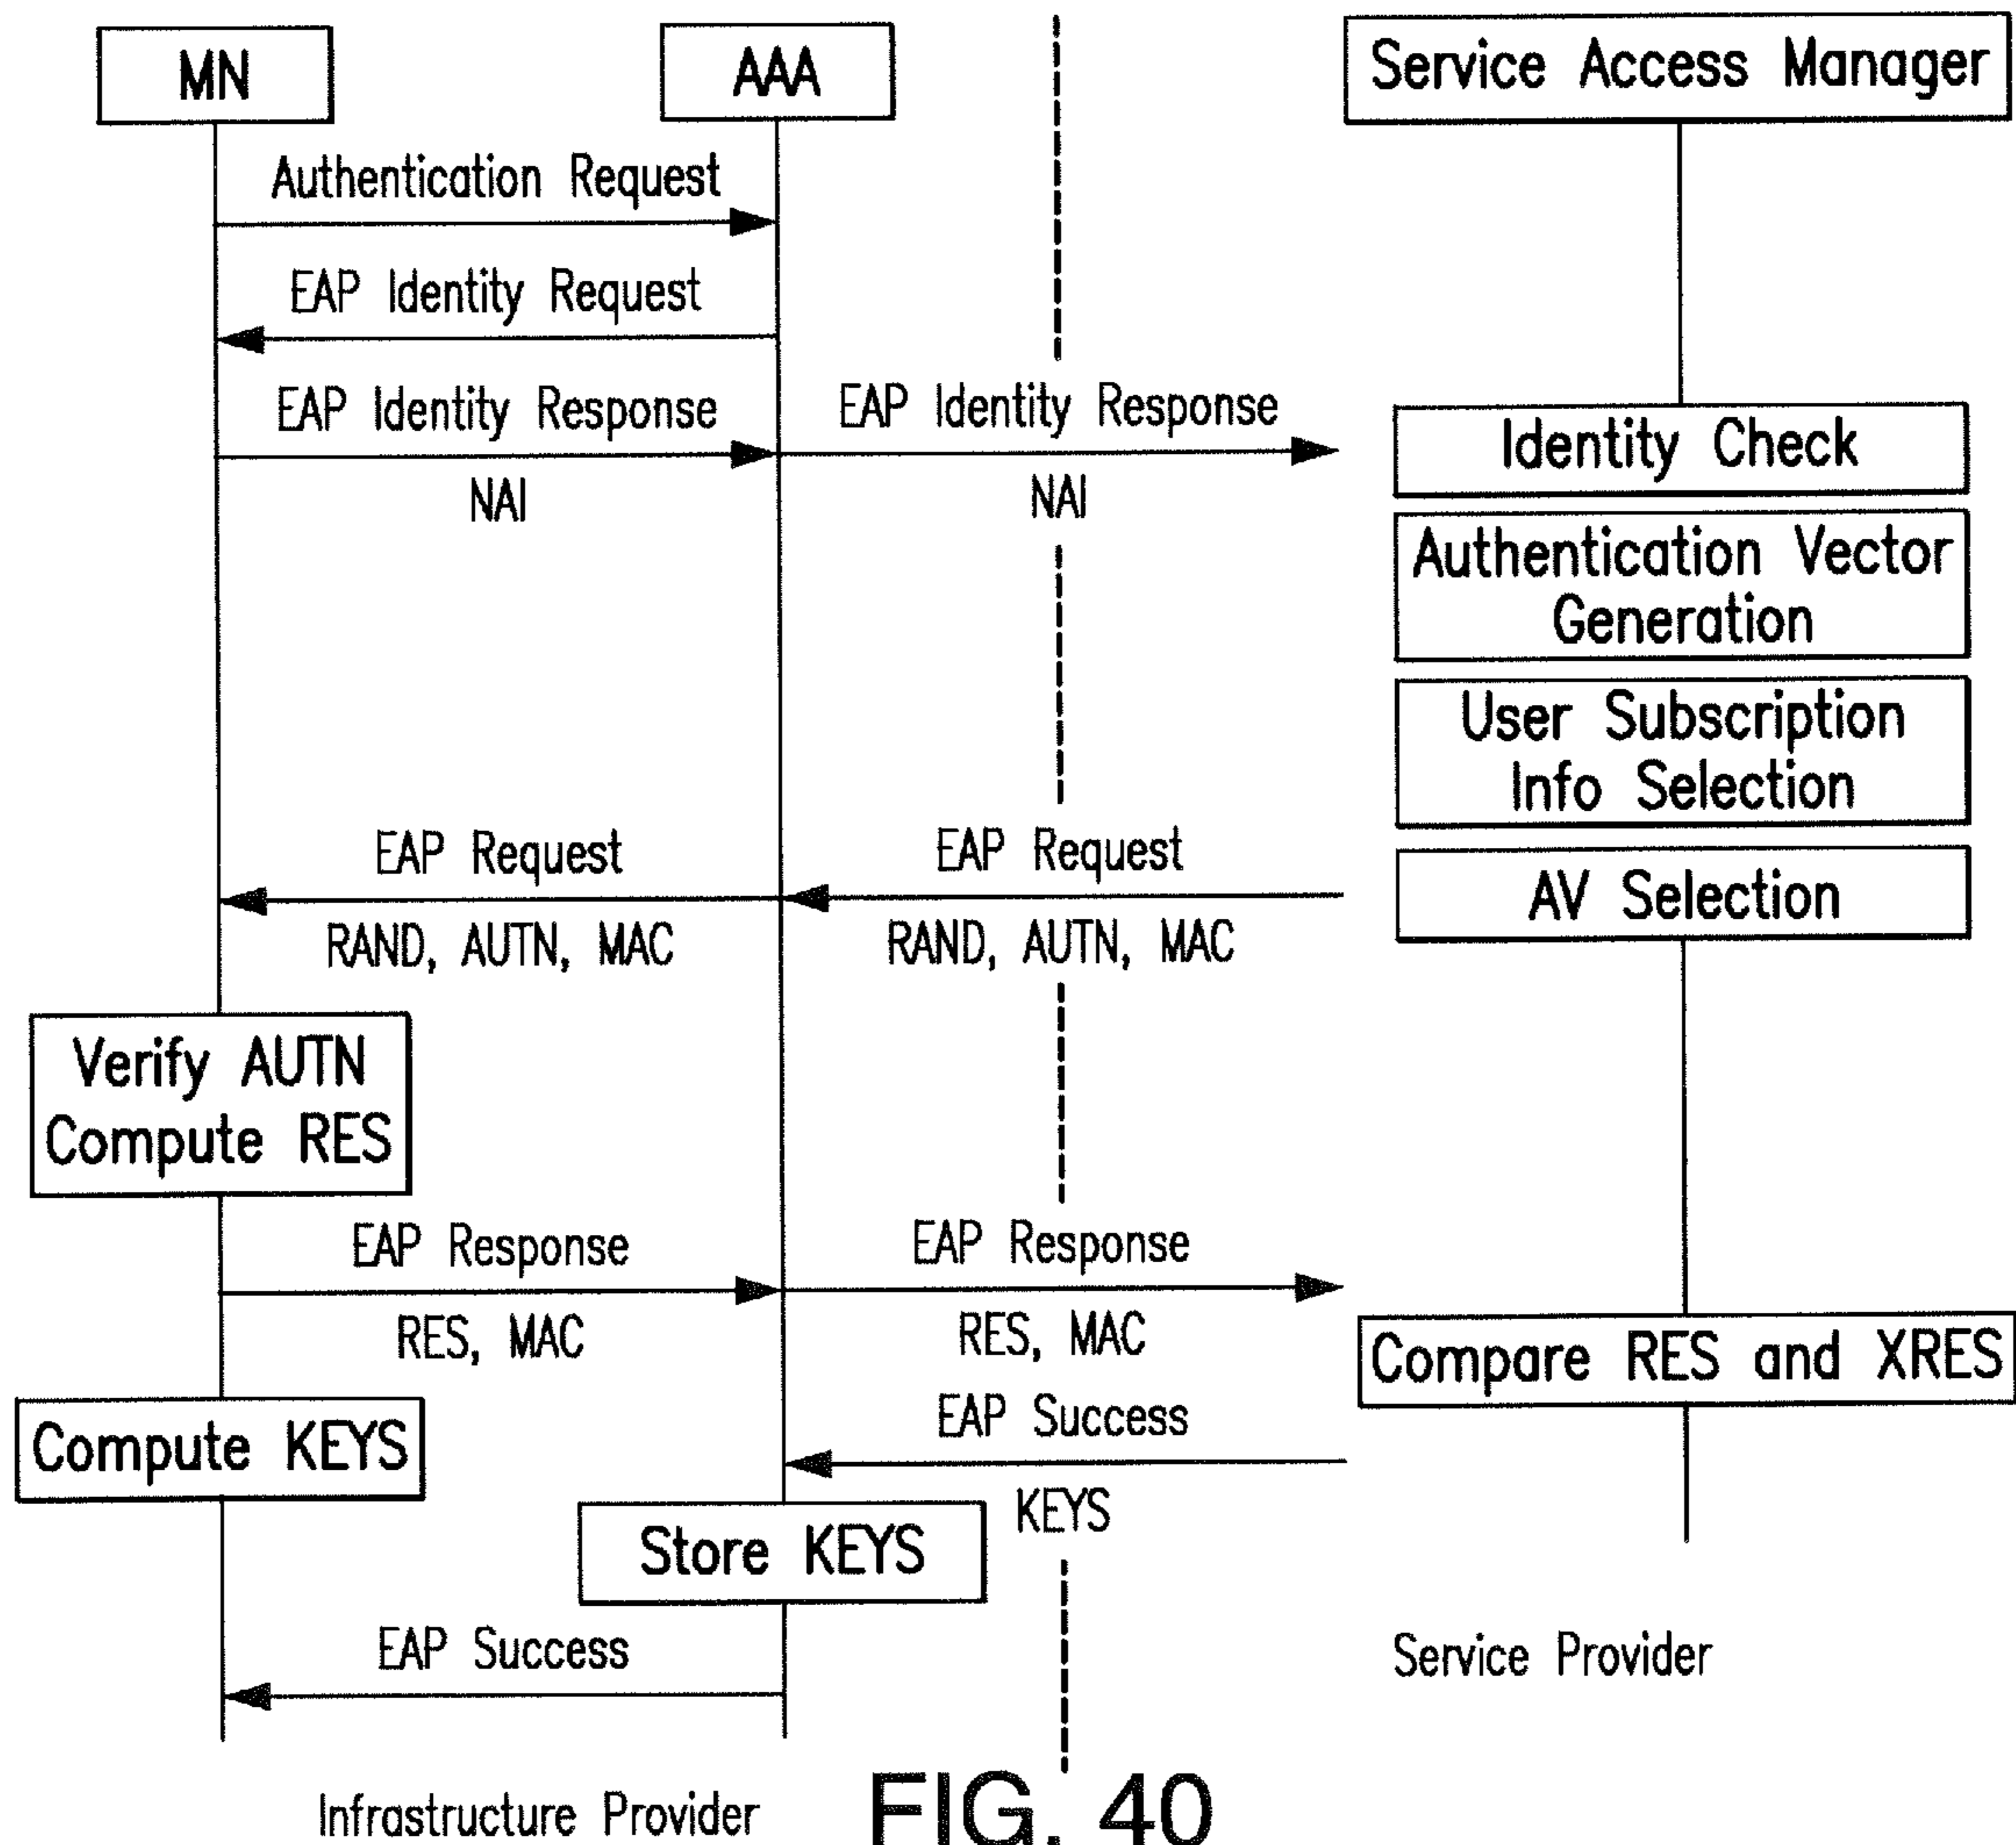 MN
AAA
Service Access Manager
Authentication Request
EAP Identity Request
EAP Identity Response
EAP Identity Response
NAI
NAI
Identity Check
Authentication Vector
Generation
User Subscription
Info Selection
EAP Request
EAP Request
AV Selection
RAND, AUTN, MAC
RAND, AUTN, MAC
Verify AUTN
Compute RES
EAP Response
EAP Response
RES, MAC
RES, MAC
Compare RES and XRES
EAP Success
Compute KEYS
KEYS
Store KEYS
EAP Success
Service Provider
Infrastructure Provider
FIG. 40